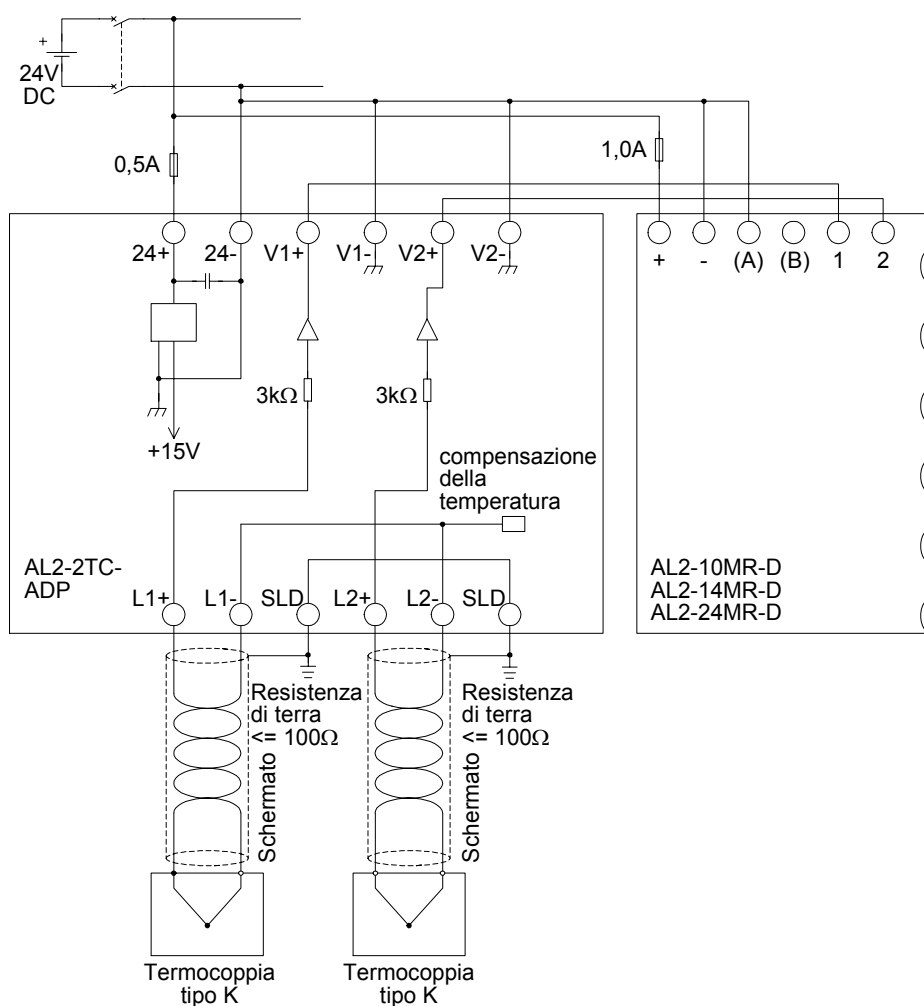 +
24V
DC
0,5A
1,0A
24+ 24- V1+ V1- V2+ V2-
+ - (A) (B) 1 2
3kΩ 3kΩ
+15V
compensazione
della
temperatura
AL2-2TC-
ADP
AL2-10MR-D
AL2-14MR-D
AL2-24MR-D
L1+ L1- SLD L2+ L2- SLD
Resistenza
di terra
<= 100Ω
Schermato
Resistenza
di terra
<= 100Ω
Schermato
Termocoppia
tipo K
Termocoppia
tipo K